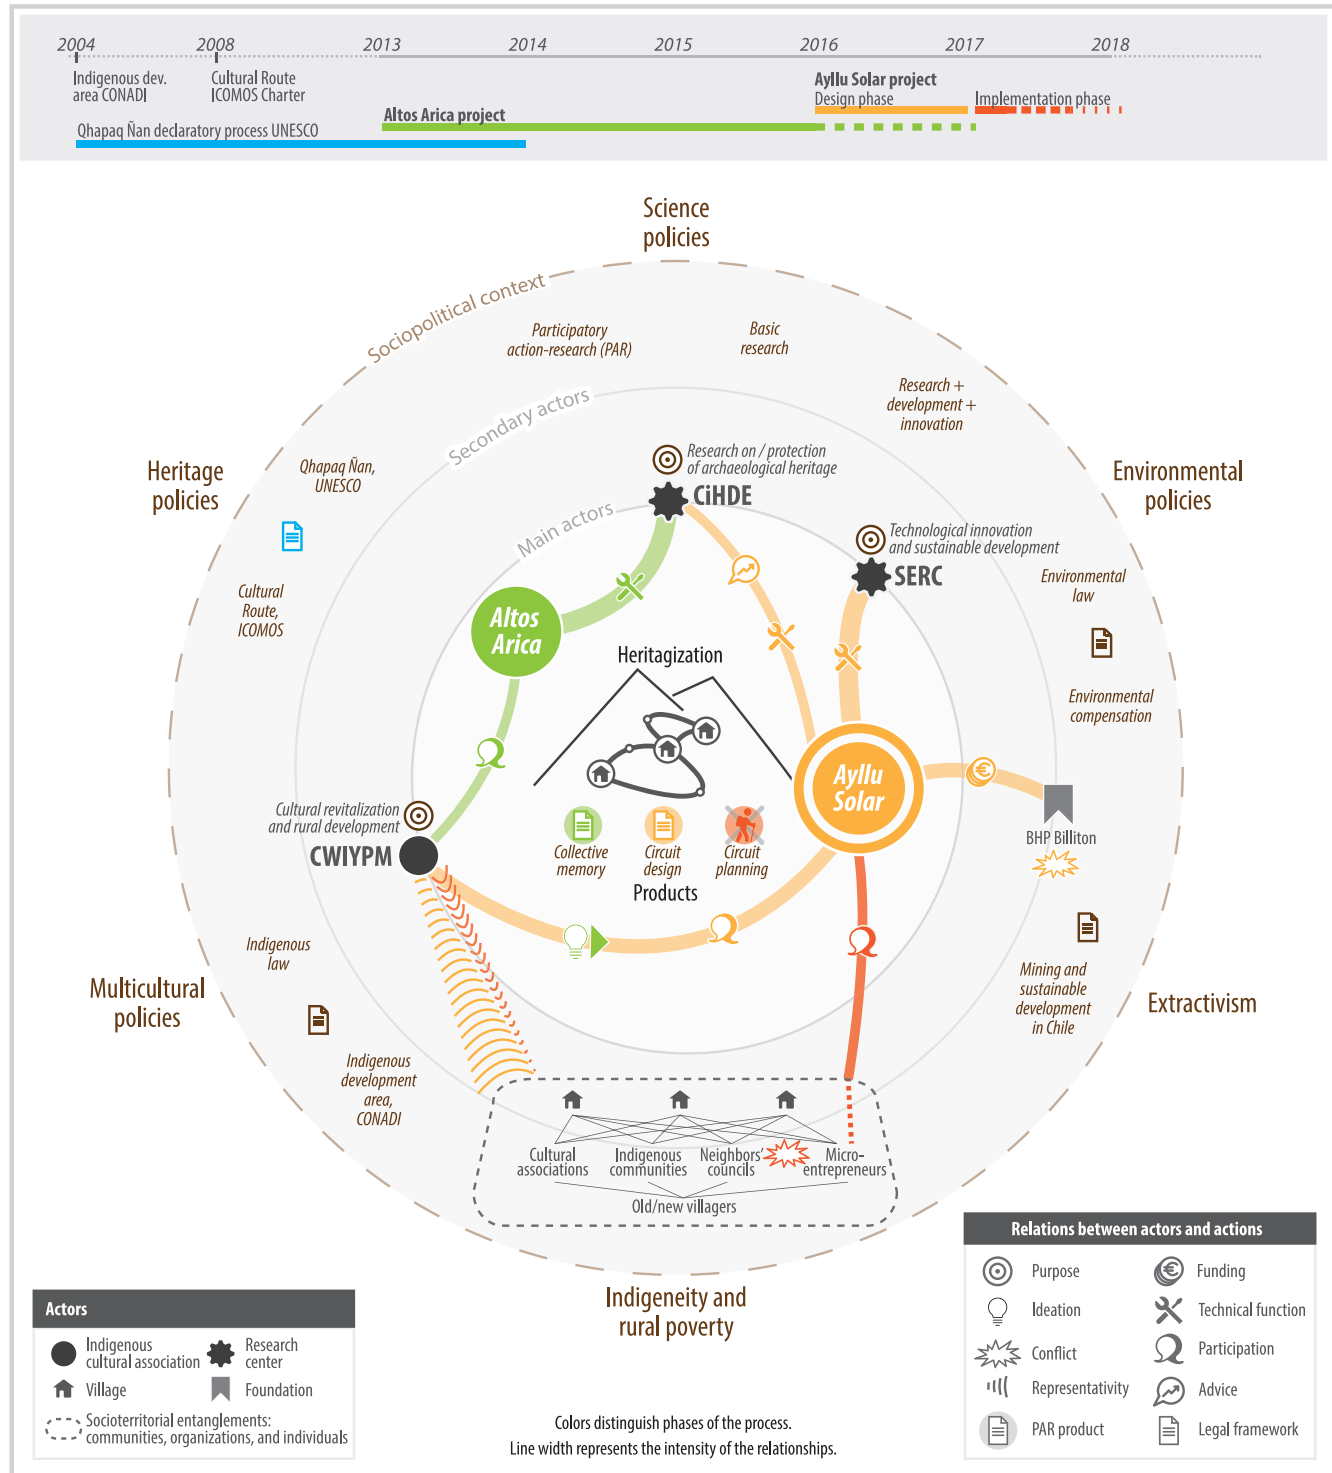 2004 2008 2013 2014 2015 2016 2017 2018
Indigenous dev.
area CONADI
Cultural Route
ICOMOS Charter
Ayllu Solar project
Design phase
Implementation phase
Altos Arica project
Qhapaq Ñan declaratory process UNESCO
Science
policies
Sociopolitical context
Participatory
action-research (PAR)
Basic
research
Research +
development +
innovation
Secondary actors
Heritage
policies
Qhapaq Ñan,
UNESCO
Research on / protection
of archaeological heritage
CiHDE
Environmental
policies
Main actors
Technological innovation
and sustainable development
SERC
Cultural
Route,
ICOMOS
Environmental
law
Altos
Arica
Heritagization
Environmental
compensation
Ayllu
Solar
Cultural revitalization
and rural development
CWIYPM
BHP Billiton
Collective
memory
Circuit
design
Circuit
planning
Products
Indigenous
law
Multicultural
policies
Mining and
sustainable
development
in Chile
Extractivism
Indigenous
development
area,
CONADI
Cultural
associations
Indigenous
communities
Neighbors'
councils
Micro-
entrepreneurs
Old/new villagers
Indigeneity and
rural poverty
Actors
Indigenous
cultural association
Research
center
Village
Foundation
Socioterritorial entanglements:
communities, organizations, and individuals
Colors distinguish phases of the process.
Line width represents the intensity of the relationships.
Relations between actors and actions
Purpose
Funding
Ideation
Technical function
Conflict
Participation
Representativity
Advice
PAR product
Legal framework